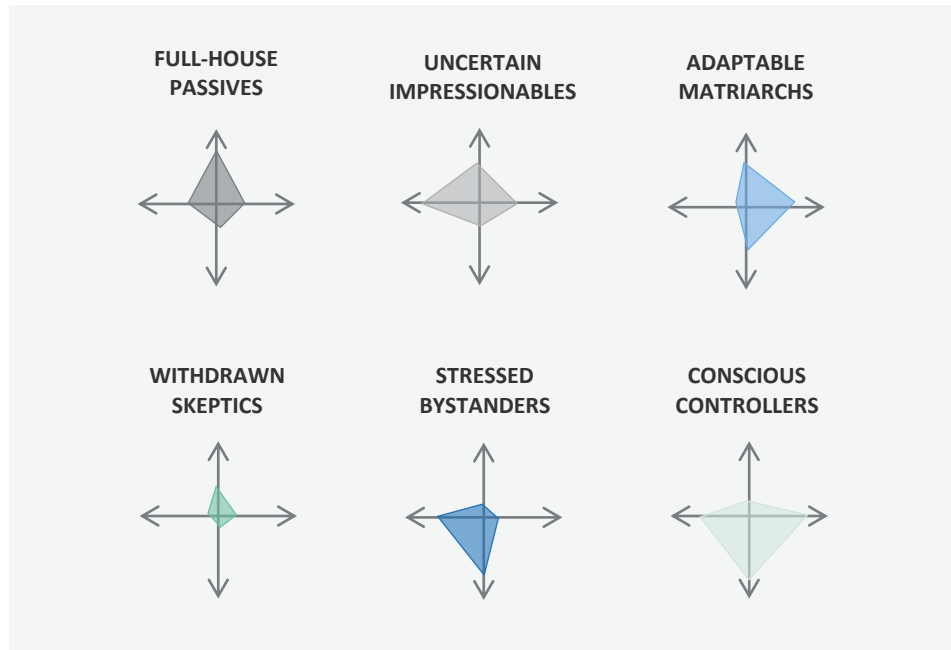 FULL-HOUSE
PASSIVES
UNCERTAIN
IMPRESSIONABLES
ADAPTABLE
MATRIARCHS
WITHDRAWN
SKEPTICS
STRESSED
BYSTANDERS
CONSCIOUS
CONTROLLERS